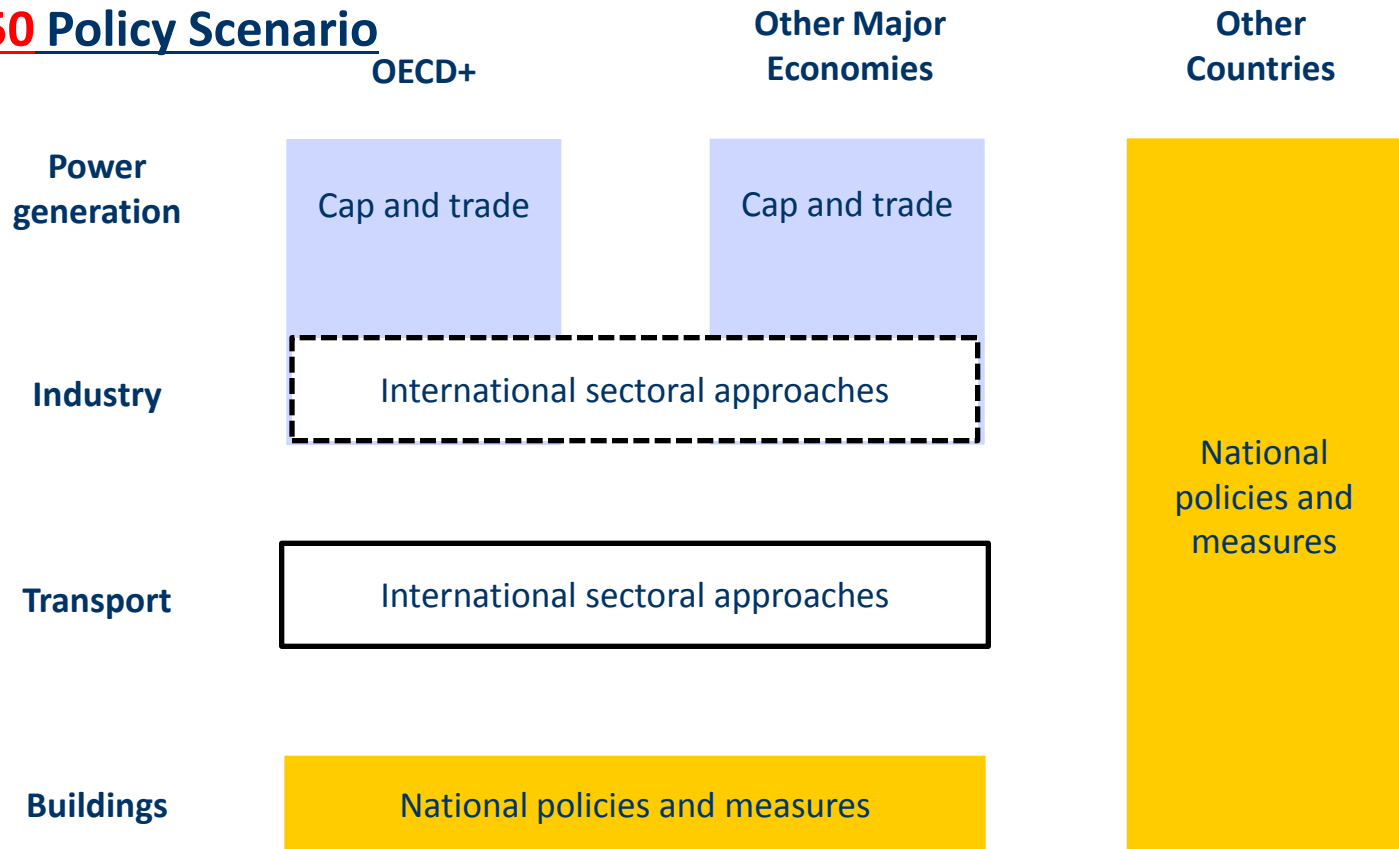 50 Policy Scenario
OECD+
Other Major
Economies
Other
Countries
Power
generation
Cap and trade
Cap and trade
Industry
International sectoral approaches
National
policies and
measures
Transport
International sectoral approaches
Buildings
National policies and measures